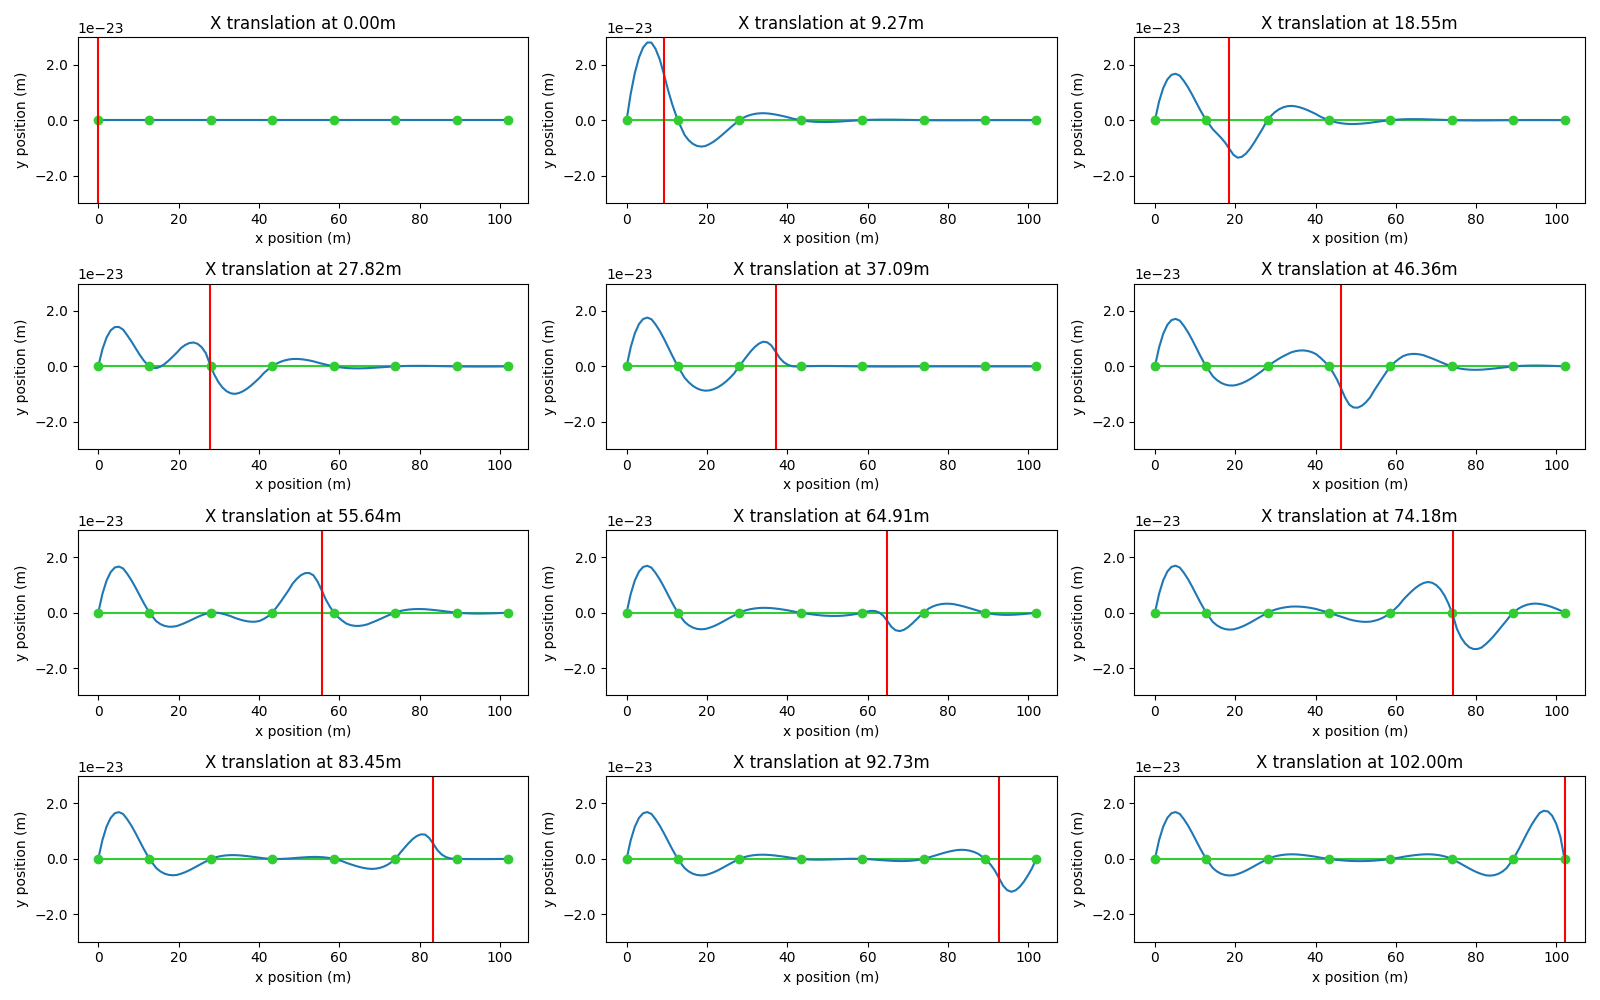 X translation at 0.00m
1e−23
y position (m)
2.0
0.0
−2.0
0 20 40 60 80 100
x position (m)
X translation at 9.27m
1e−23
y position (m)
2.0
0.0
−2.0
0 20 40 60 80 100
x position (m)
X translation at 18.55m
1e−23
y position (m)
2.0
0.0
−2.0
0 20 40 60 80 100
x position (m)
X translation at 27.82m
1e−23
y position (m)
2.0
0.0
−2.0
0 20 40 60 80 100
x position (m)
X translation at 37.09m
1e−23
y position (m)
2.0
0.0
−2.0
0 20 40 60 80 100
x position (m)
X translation at 46.36m
1e−23
y position (m)
2.0
0.0
−2.0
0 20 40 60 80 100
x position (m)
X translation at 55.64m
1e−23
y position (m)
2.0
0.0
−2.0
0 20 40 60 80 100
x position (m)
X translation at 64.91m
1e−23
y position (m)
2.0
0.0
−2.0
0 20 40 60 80 100
x position (m)
X translation at 74.18m
1e−23
y position (m)
2.0
0.0
−2.0
0 20 40 60 80 100
x position (m)
X translation at 83.45m
1e−23
y position (m)
2.0
0.0
−2.0
0 20 40 60 80 100
x position (m)
X translation at 92.73m
1e−23
y position (m)
2.0
0.0
−2.0
0 20 40 60 80 100
x position (m)
X translation at 102.00m
1e−23
y position (m)
2.0
0.0
−2.0
0 20 40 60 80 100
x position (m)